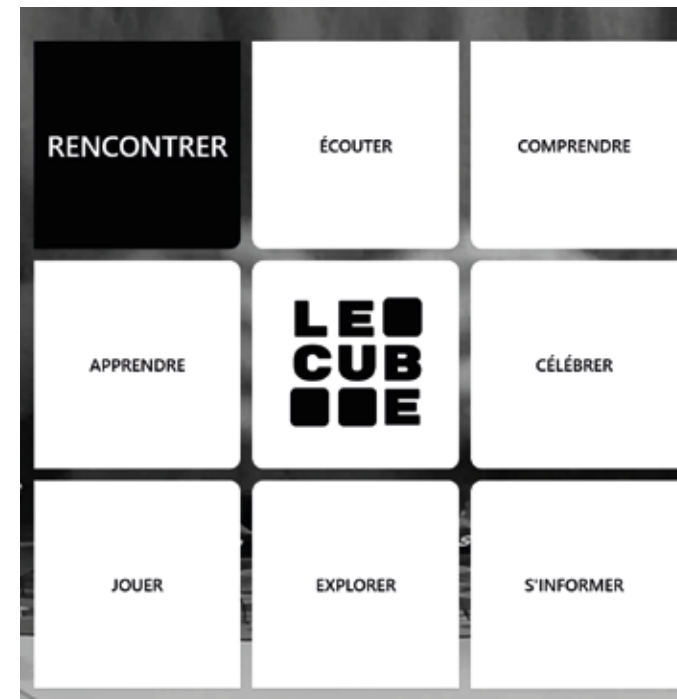 RENCONTRER
ÉCOUTER
COMPRENDRE
APPRENDRE
LE
CUB
E
CÉLÉBRER
JOUER
EXPLORER
S'INFORMER